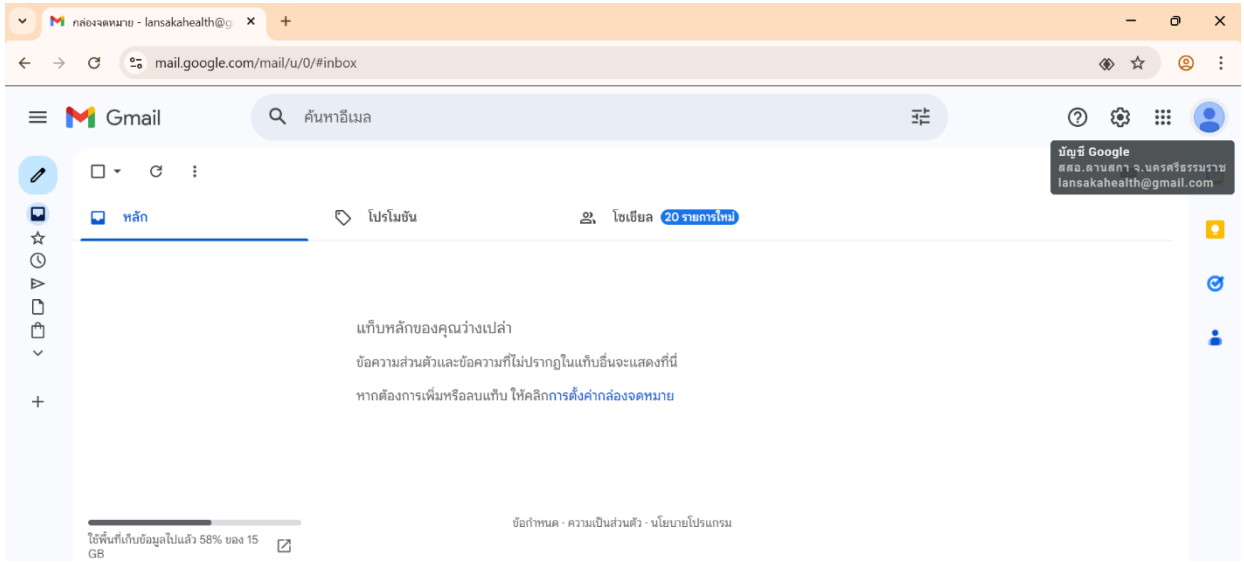 กล่องจดหมาย - lansakahealth@g
mail.google.com/mail/u/0/#inbox
Gmail
ค้นหาอีเมล
บัญชี Google
สสอ.ลานสกา จ.นครศรีธรรมราช
lansakahealth@gmail.com
หลัก
โปรโมชัน
โซเชียล 20 รายการใหม่
แท็บหลักของคุณว่างเปล่า
ข้อความส่วนตัวและข้อความที่ไม่ปรากฏในแท็บอื่นจะแสดงที่นี่
หากต้องการเพิ่มหรือลบแท็บ ให้คลิกการตั้งค่ากล่องจดหมาย
ข้อกำหนด · ความเป็นส่วนตัว · นโยบายโปรแกรม
ใช้พื้นที่เก็บข้อมูลไปแล้ว 58% ของ 15
GB